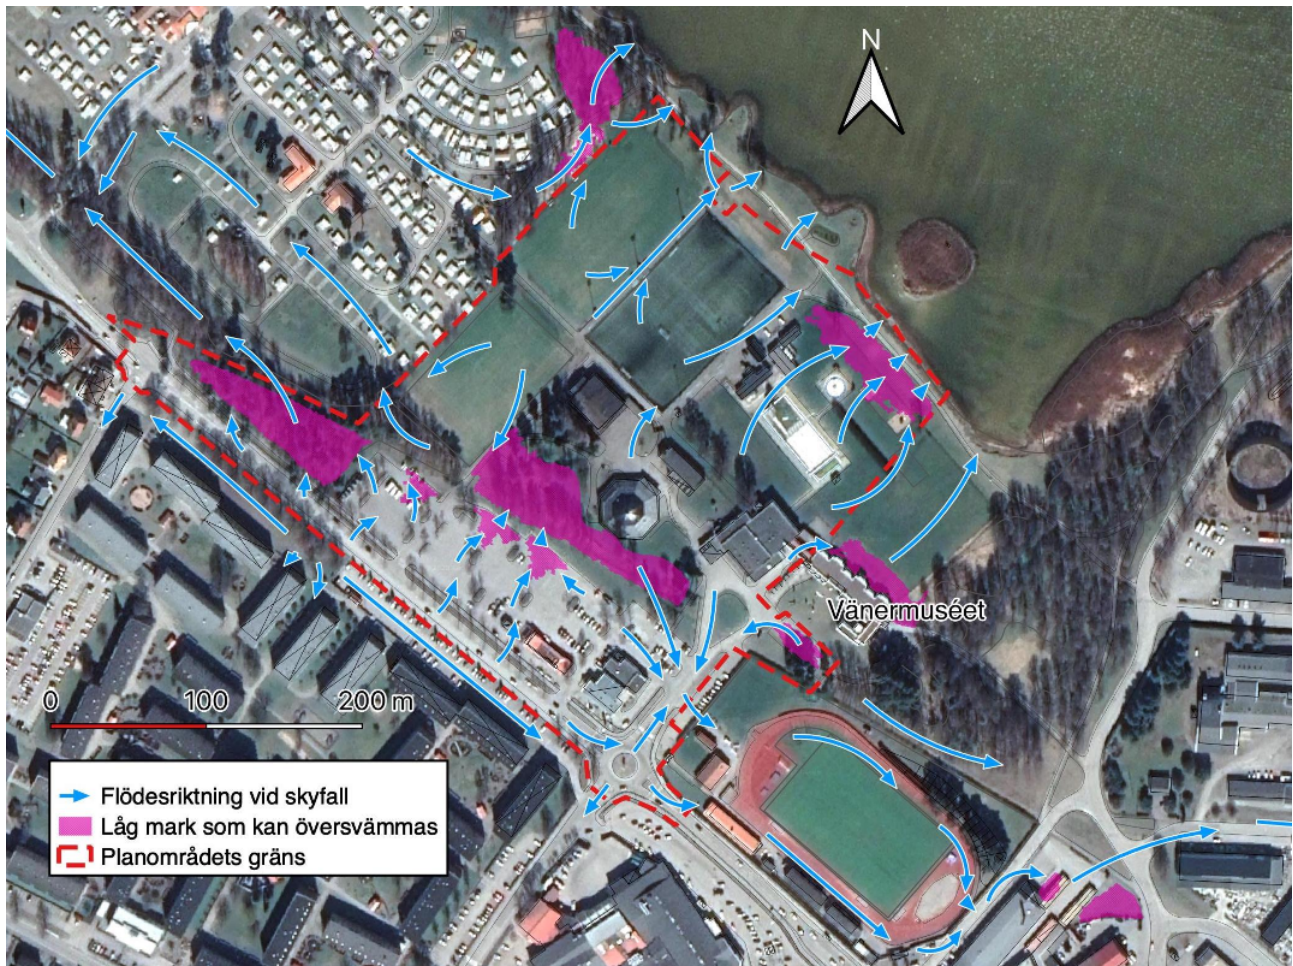 N
Vänermuséet
0 100 200 m
Flödesriktning vid skyfall
Låg mark som kan översvämmas
Planområdets gräns